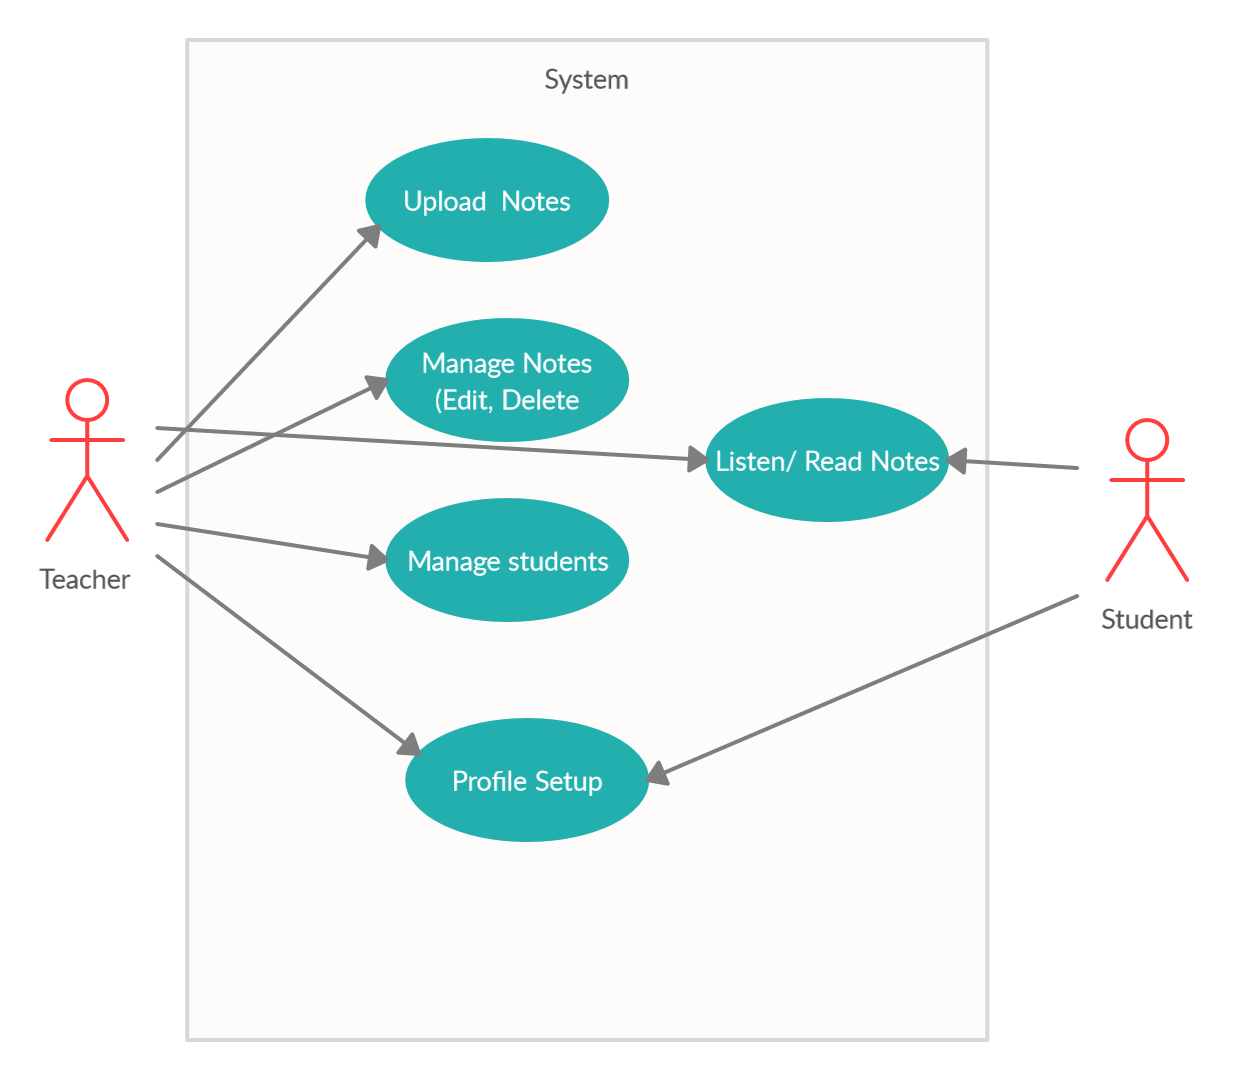 System
Upload  Notes
Manage Notes
(Edit, Delete
Listen/ Read Notes
Manage students
Teacher
Student
Profile Setup